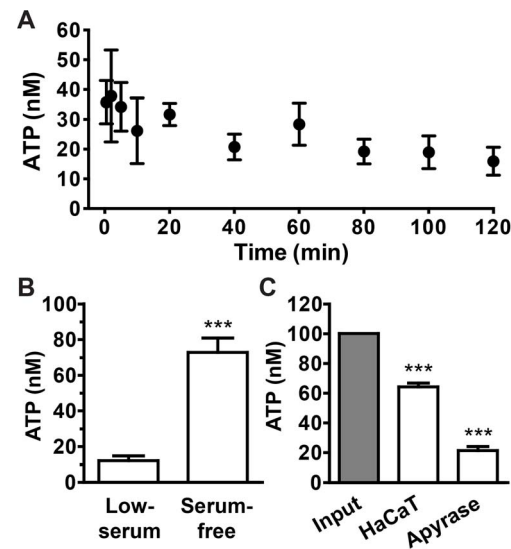 A
ATP (nM)
60
50
40
30
20
10
0
0 20 40 60 80 100 120
Time (min)
B
ATP (nM)
100
80
60
40
20
0
***
Low-
serum
Serum-
free
C
ATP (nM)
120
100
80
60
40
20
0
***
***
Input
HaCaT
Apyrase